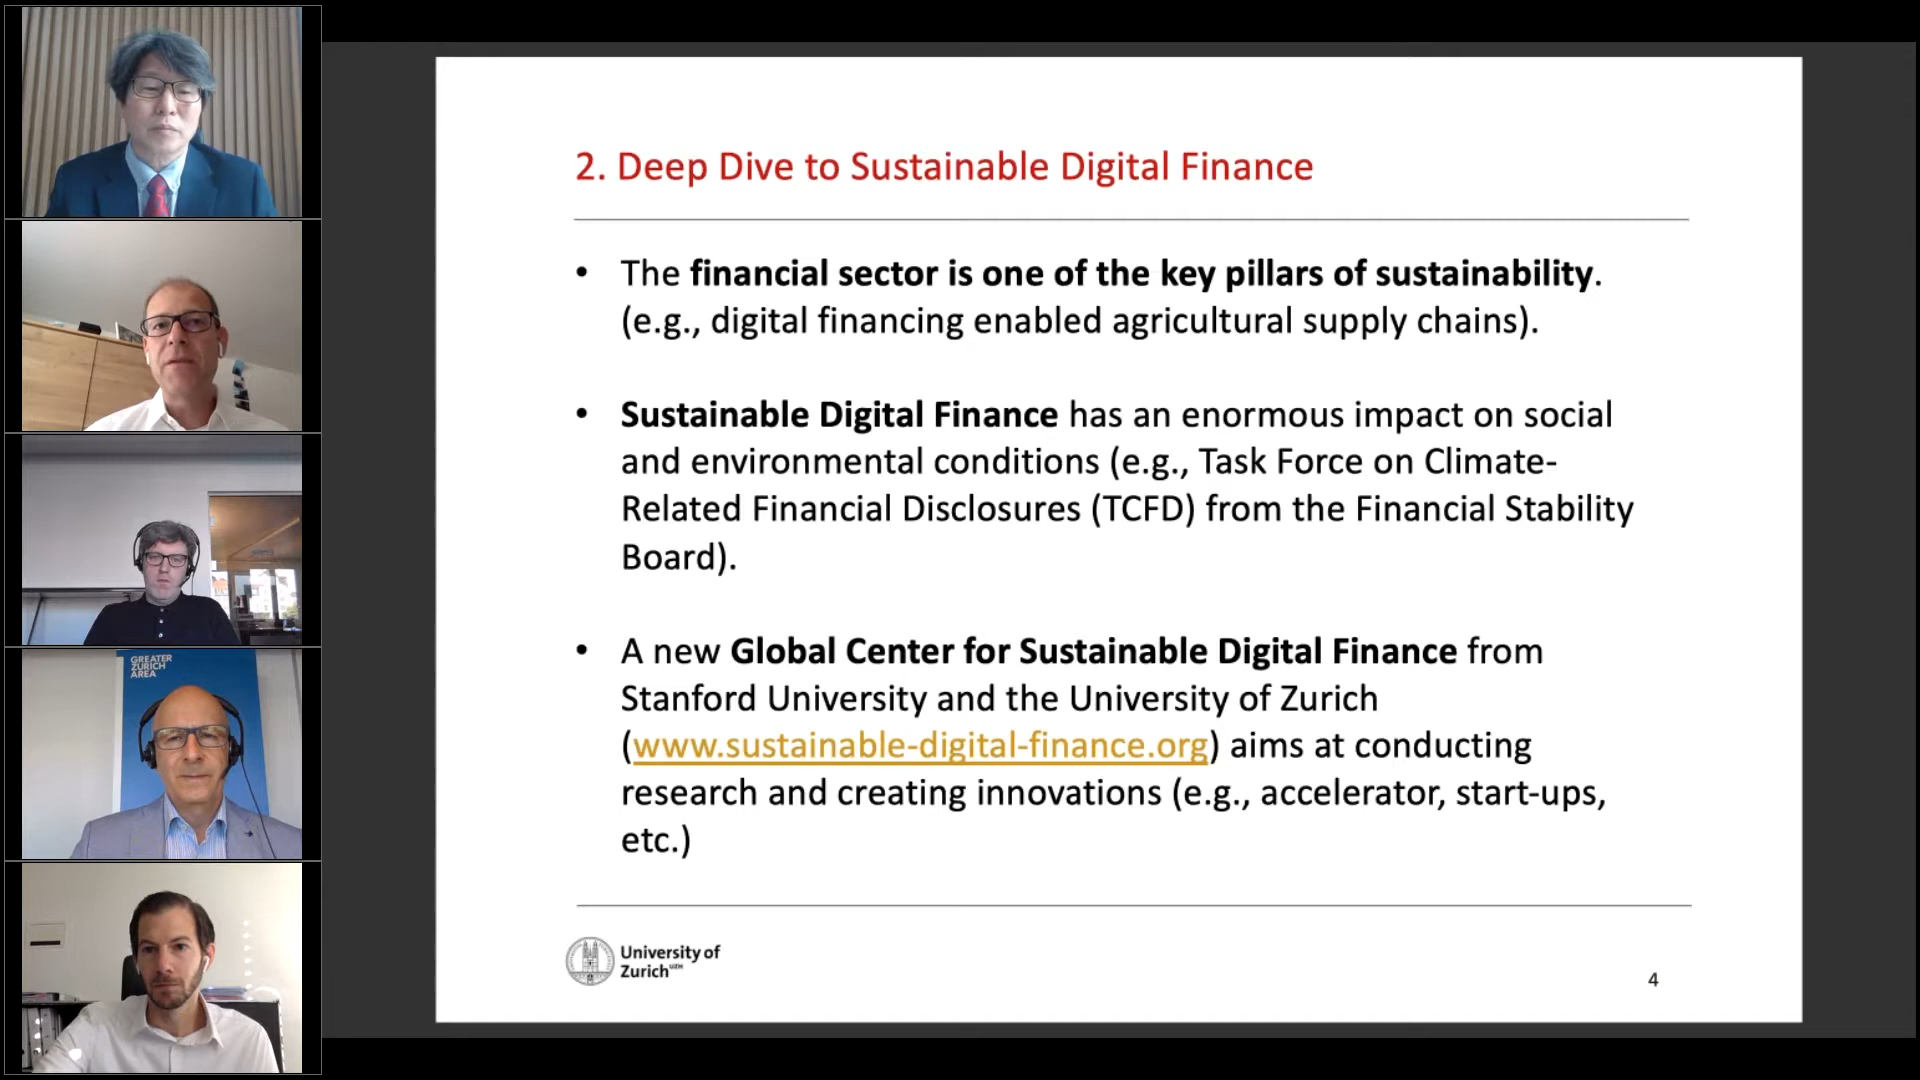 GREATER
ZURICH
AREA
2. Deep Dive to Sustainable Digital Finance
• The financial sector is one of the key pillars of sustainability.
(e.g., digital financing enabled agricultural supply chains).
• Sustainable Digital Finance has an enormous impact on social
and environmental conditions (e.g., Task Force on Climate-
Related Financial Disclosures (TCFD) from the Financial Stability
Board).
• A new Global Center for Sustainable Digital Finance from
Stanford University and the University of Zurich
(www.sustainable-digital-finance.org) aims at conducting
research and creating innovations (e.g., accelerator, start-ups,
etc.)
University of
Zurich UZH
4